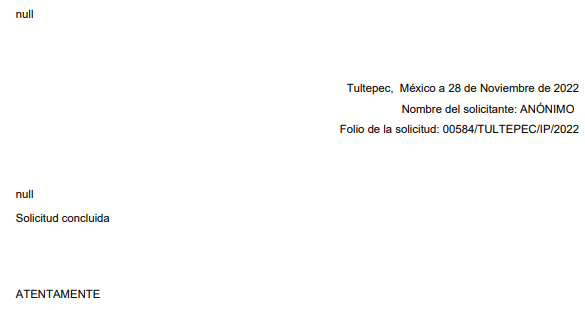 null
Tultepec, México a 28 de Noviembre de 2022
Nombre del solicitante: ANÓNIMO
Folio de la solicitud: 00584/TULTEPEC/IP/2022
null
Solicitud concluida
ATENTAMENTE